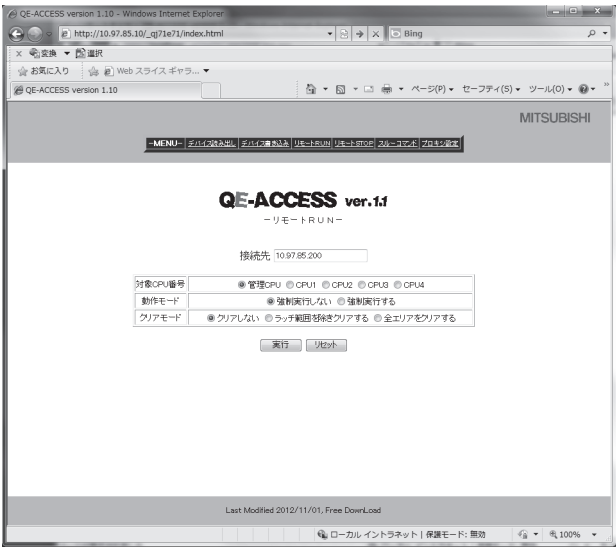 QE-ACCESS version 1.10 - Windows Internet Explorer
http://10.97.85.10/_qj71e71/index.html
Bing
× 変換 ▼ 選択
お気に入り Web スライス ギャラ... ▼
QE-ACCESS version 1.10
ページ(P) ▼ セーフティ(S) ▼ ツール(O) ▼
MITSUBISHI
-MENU- デバイス読み出し デバイス書き込み リモートRUN リモートSTOP スルーコマンド プロキシ設定
QE-ACCESS ver.1.1
-リモートRUN-
接続先 10.97.85.200
対象CPU番号 管理CPU CPU1 CPU2 CPU3 CPU4
動作モード 強制実行しない 強制実行する
クリアモード クリアしない ラッチ範囲を除きクリアする 全エリアをクリアする
実行 リセット
Last Modified 2012/11/01, Free DownLoad
ローカル イントラネット | 保護モード: 無効 100%